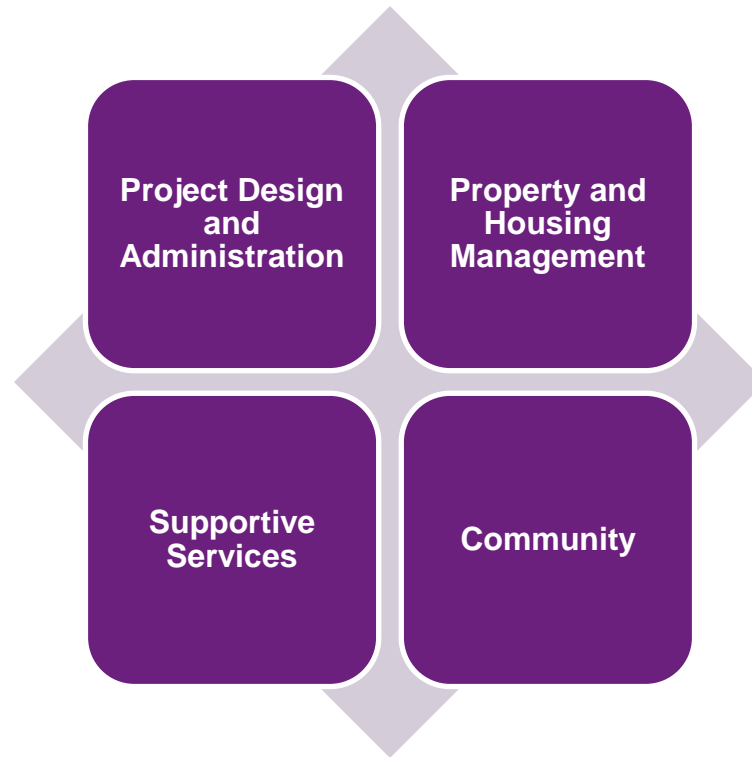 Project Design
and
Administration
Property and
Housing
Management
Supportive
Services
Community